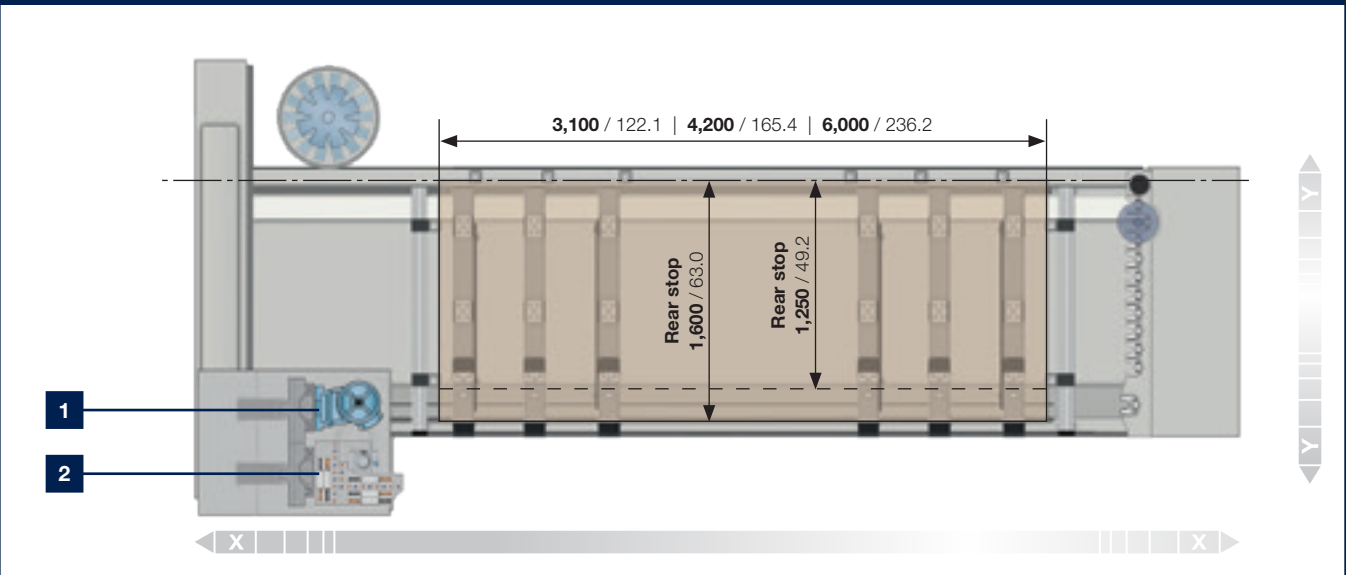 3,100 / 122.1 | 4,200 / 165.4 | 6,000 / 236.2
Rear stop
1,600 / 63.0
Rear stop
1,250 / 49.2
1
2
Y
Y
X
X